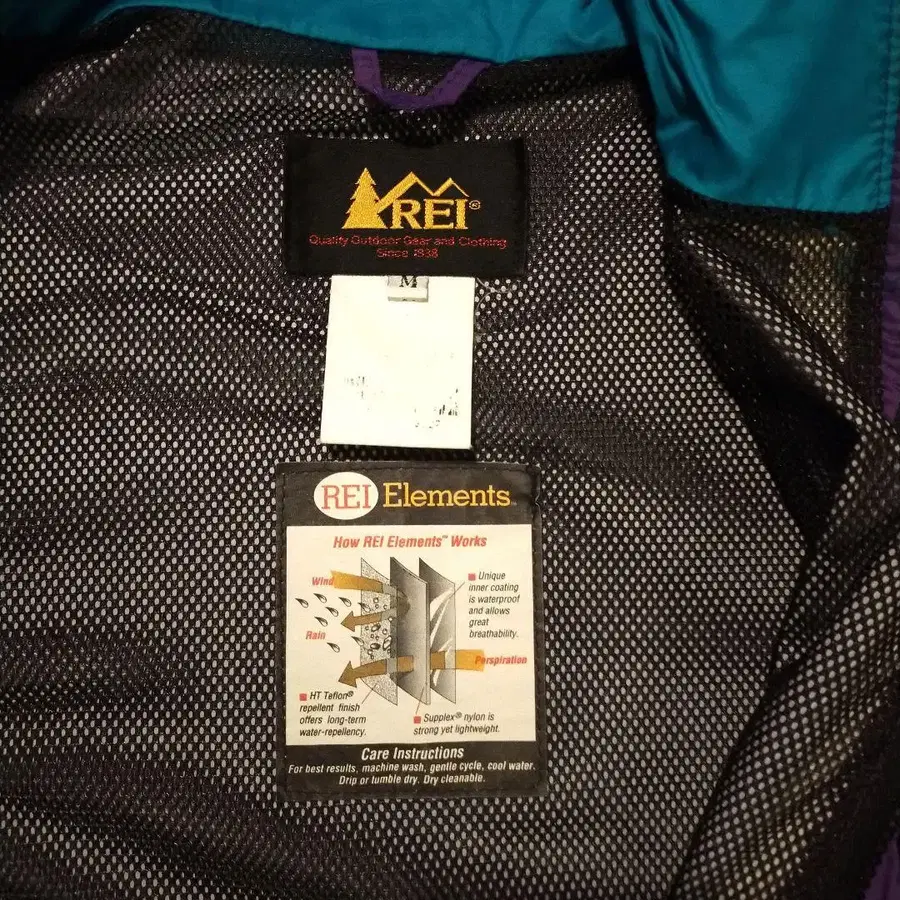 REI®
Quality Outdoor Gear and Clothing
Since 1938
M
REI Elements™
How REI Elements™ Works
Wind
Rain
■ Unique
inner coating
is waterproof
and allows
great
breathability.
Perspiration
■ HT Teflon®
repellent finish
offers long-term
water-repellency.
■ Supplex® nylon is
strong yet lightweight.
Care Instructions
For best results, machine wash, gentle cycle, cool water.
Drip or tumble dry. Dry cleanable.